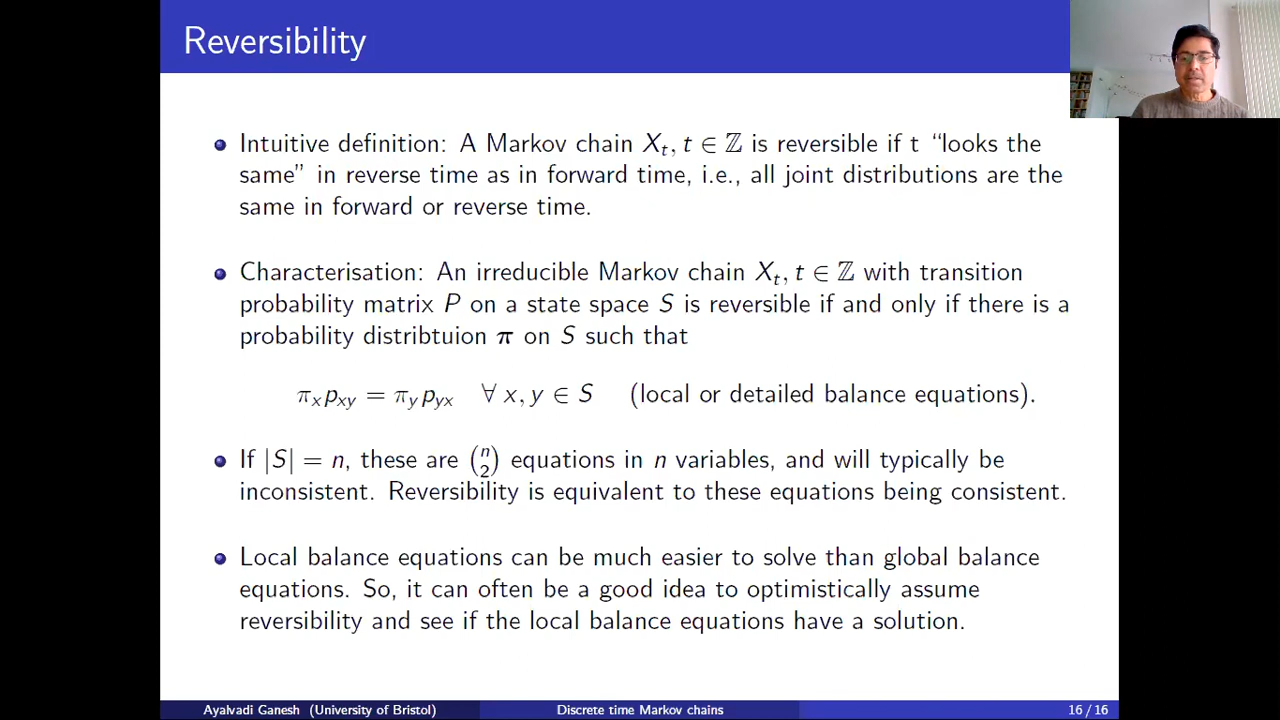 Reversibility
Intuitive definition: A Markov chain Xₜ, t ∈ ℤ is reversible if t “looks the
same” in reverse time as in forward time, i.e., all joint distributions are the
same in forward or reverse time.
Characterisation: An irreducible Markov chain Xₜ, t ∈ ℤ with transition
probability matrix P on a state space S is reversible if and only if there is a
probability distribtuion π on S such that
π_x p_xy = π_y p_yx ∀ x, y ∈ S (local or detailed balance equations).
If |S| = n, these are (n 2) equations in n variables, and will typically be
inconsistent. Reversibility is equivalent to these equations being consistent.
Local balance equations can be much easier to solve than global balance
equations. So, it can often be a good idea to optimistically assume
reversibility and see if the local balance equations have a solution.
Ayalvadi Ganesh (University of Bristol) Discrete time Markov chains 16 / 16